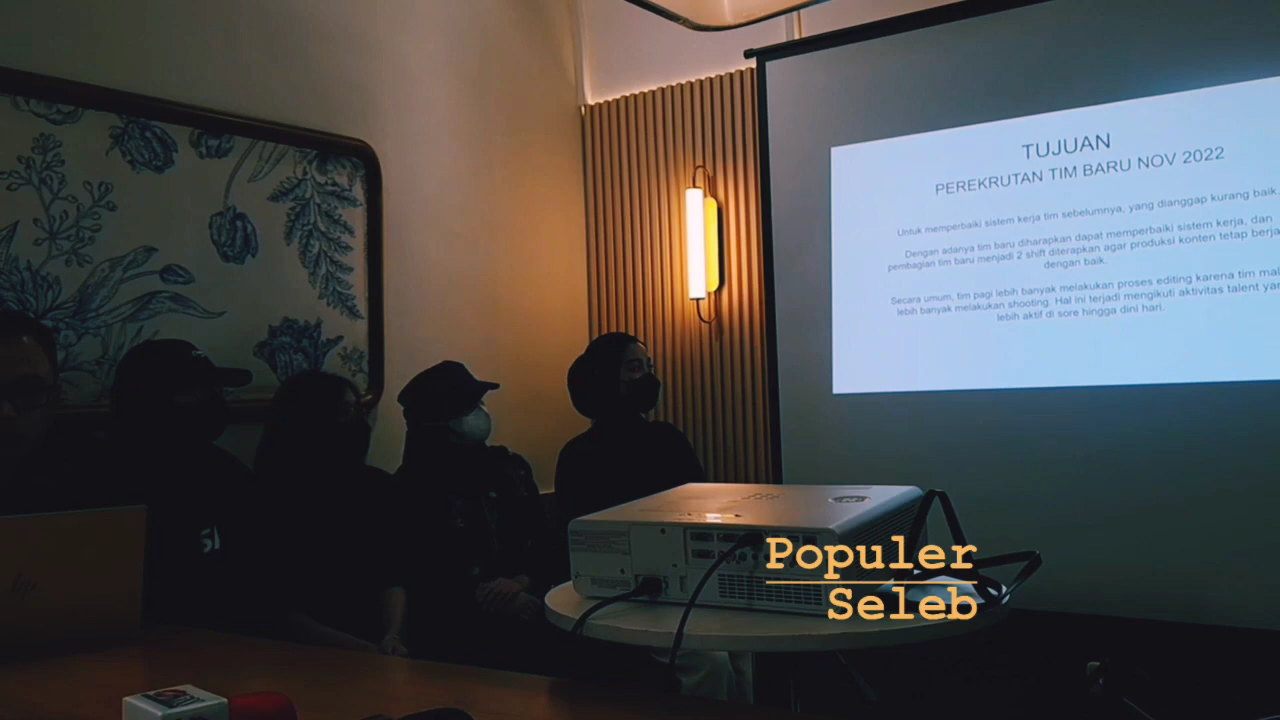 TUJUAN
PEREKRUTAN TIM BARU NOV 2022
Untuk memperbaiki sistem kerja tim sebelumnya, yang dianggap kurang baik.
Dengan adanya tim baru diharapkan dapat memperbaiki sistem kerja, dan
pembagian tim baru menjadi 2 shift diterapkan agar produksi konten tetap berja
dengan baik.
Secara umum, tim pagi lebih banyak melakukan proses editing karena tim mal
lebih banyak melakukan shooting. Hal ini terjadi mengikuti aktivitas talent ya
lebih aktif di sore hingga dini hari.
Populer
Seleb